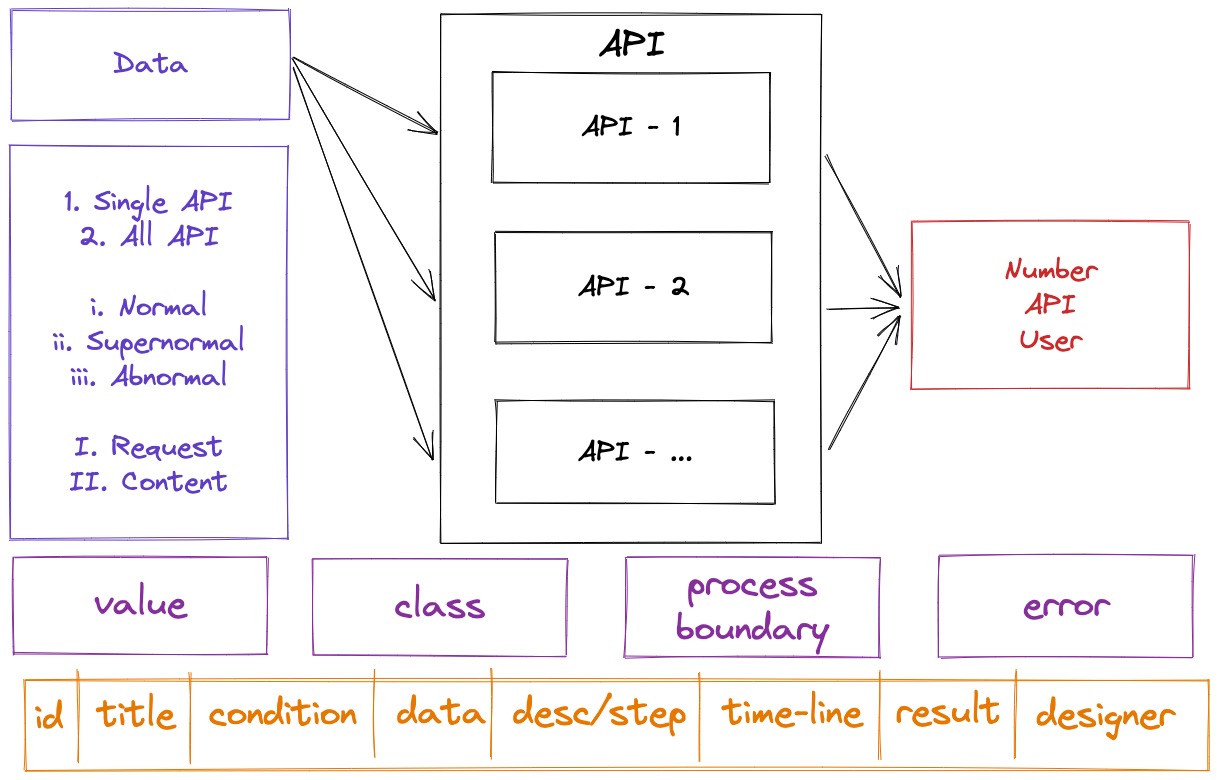 Data
1. Single API
2. All API
i. Normal
ii. Supernormal
iii. Abnormal
I. Request
II. Content
API
API - 1
API - 2
API - ...
Number
API
User
value
class
process
boundary
error
id title condition data desc/step time-line result designer